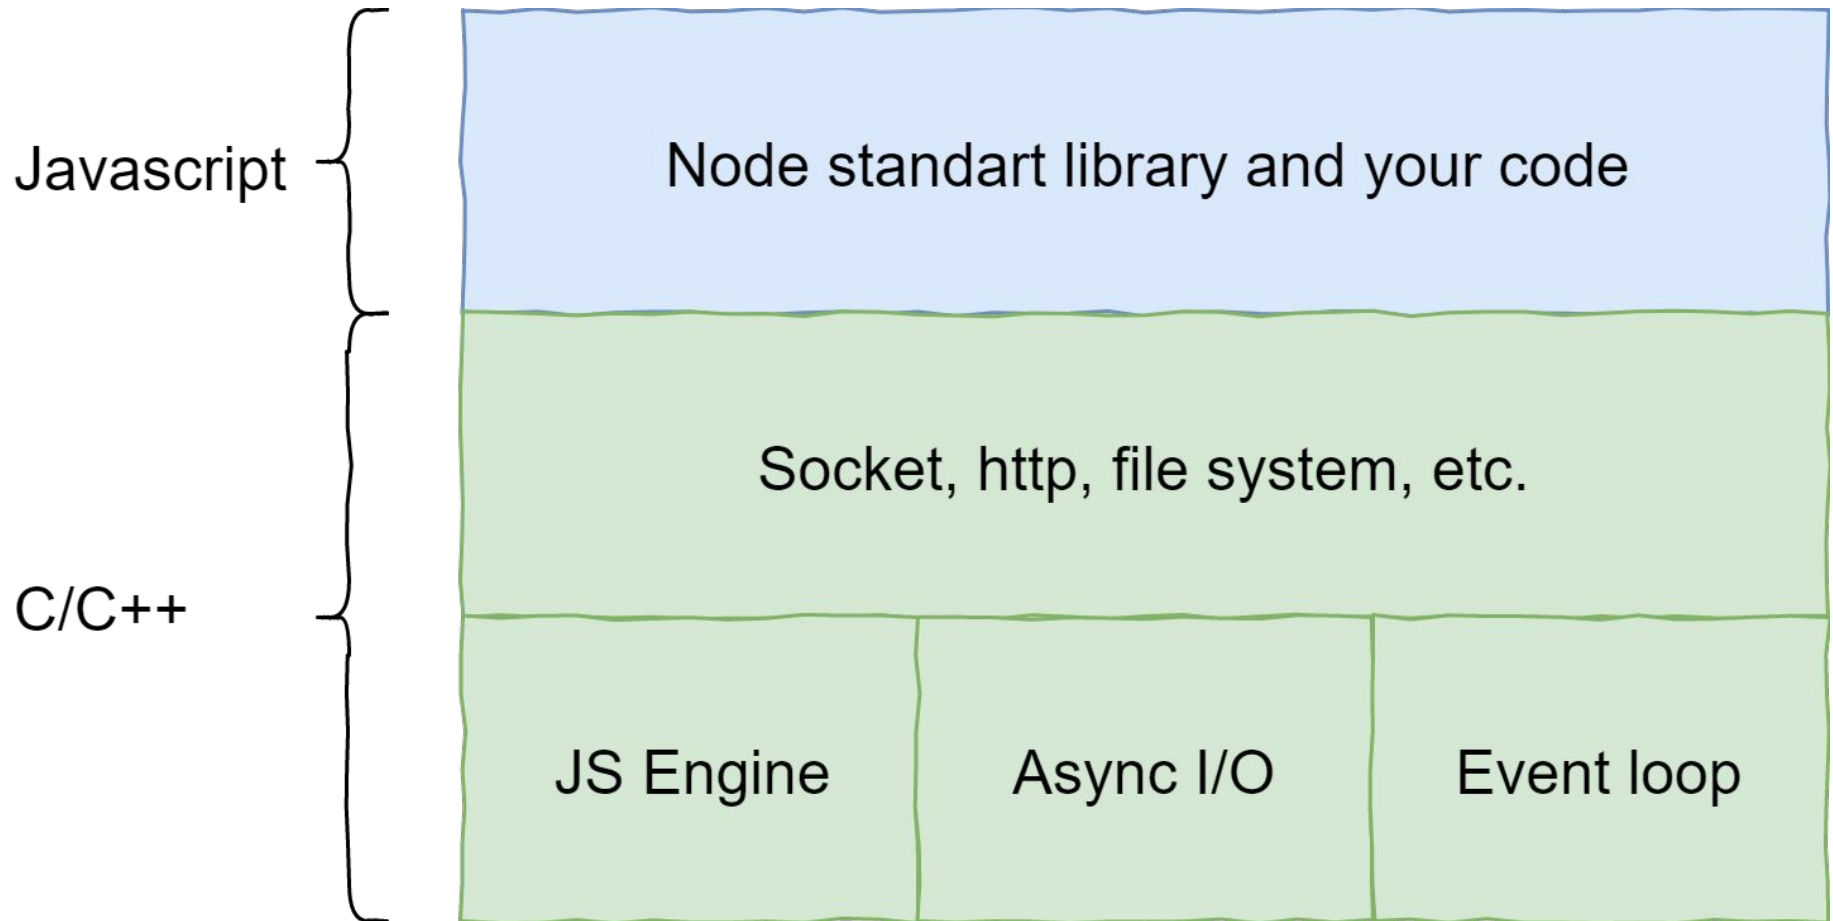 Javascript
Node standart library and your code
Socket, http, file system, etc.
C/C++
JS Engine
Async I/O
Event loop